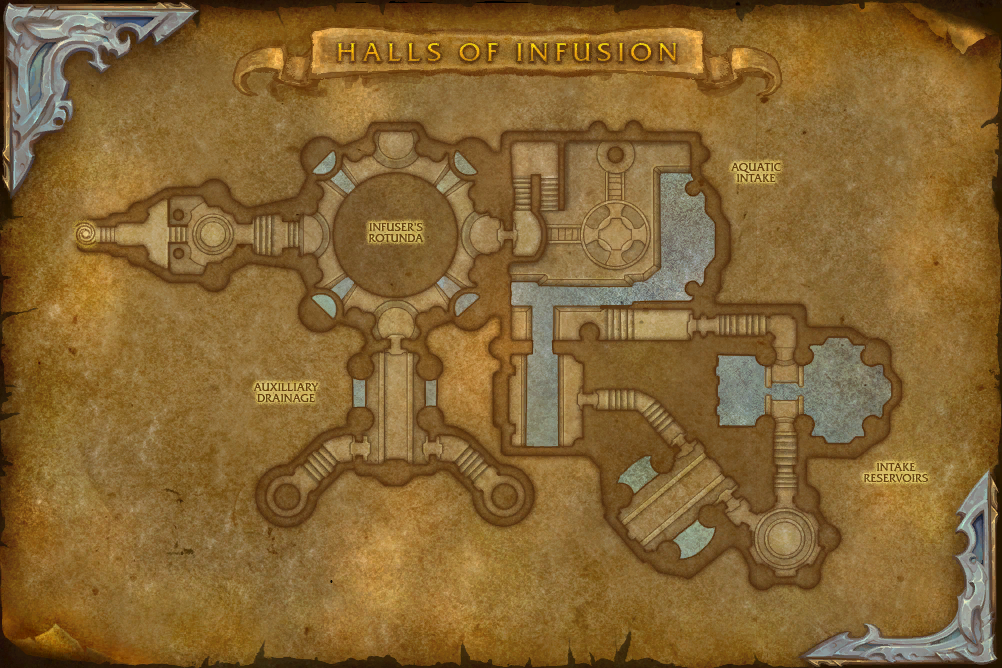 HALLS OF INFUSION
AQUATIC
INTAKE
INFUSER'S
ROTUNDA
AUXILLIARY
DRAINAGE
INTAKE
RESERVOIRS